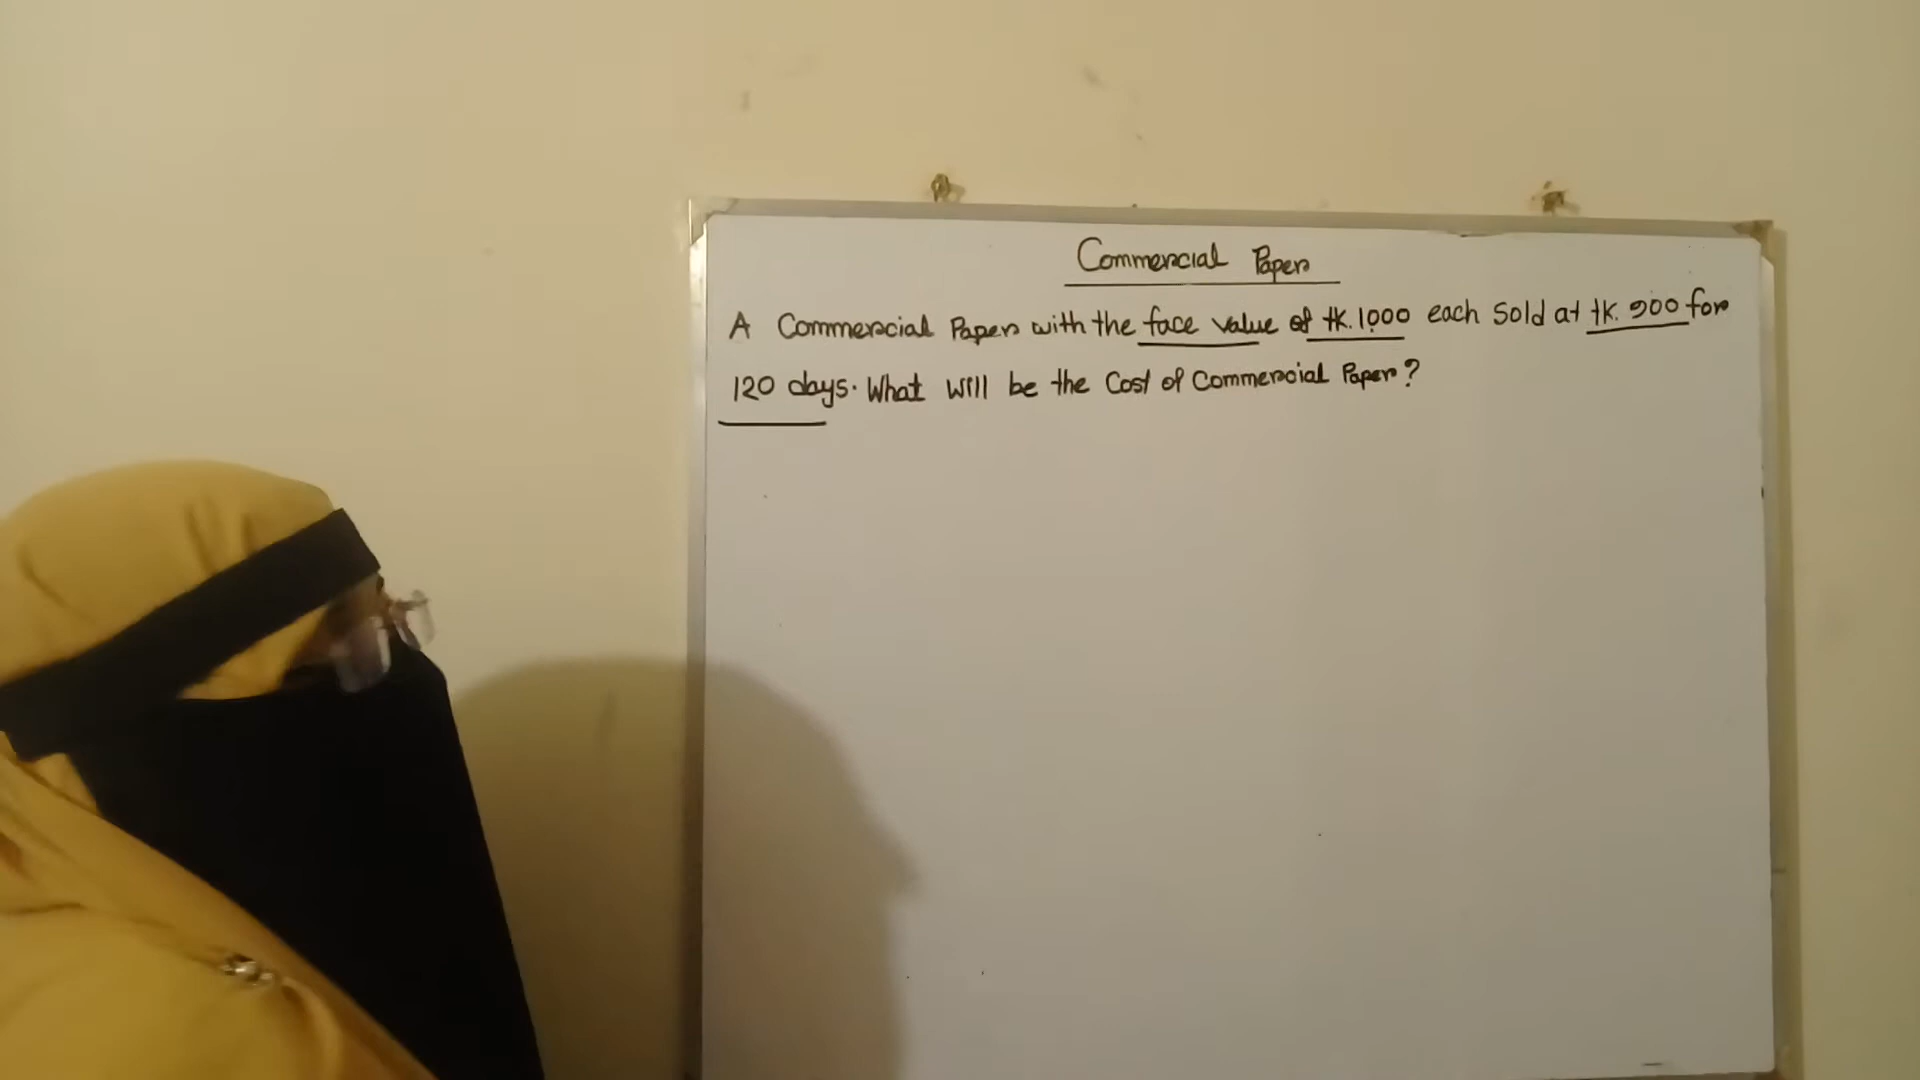 Commercial Paper
A Commercial Paper with the face value of tk. 1000 each sold at tk. 900 for
120 days. What will be the Cost of Commercial Paper?